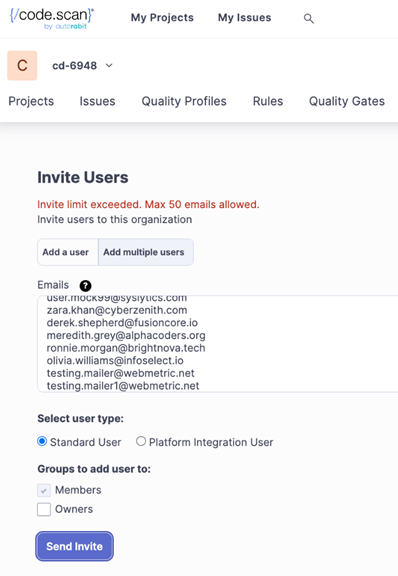 {/code.scan}*
My Projects
My Issues
by autorabit
C
cd-6948
Projects
Issues
Quality Profiles
Rules
Quality Gates
Invite Users
Invite limit exceeded. Max 50 emails allowed.
Invite users to this organization
Add a user
Add multiple users
Emails ?
user.mock99@syslytics.com
zara.khan@cyberzenith.com
derek.shepherd@fusioncore.io
meredith.grey@alphacoders.org
ronnie.morgan@brightnova.tech
olivia.williams@infoselect.io
testing.mailer@webmetric.net
testing.mailer1@webmetric.net
Select user type:
Standard User
Platform Integration User
Groups to add user to:
Members
Owners
Send Invite